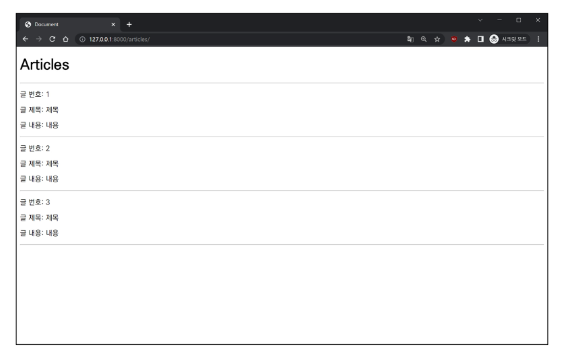 Document
127.0.0.1:8000/articles/
시크릿 모드
Articles
글 번호: 1
글 제목: 제목
글 내용: 내용
글 번호: 2
글 제목: 제목
글 내용: 내용
글 번호: 3
글 제목: 제목
글 내용: 내용